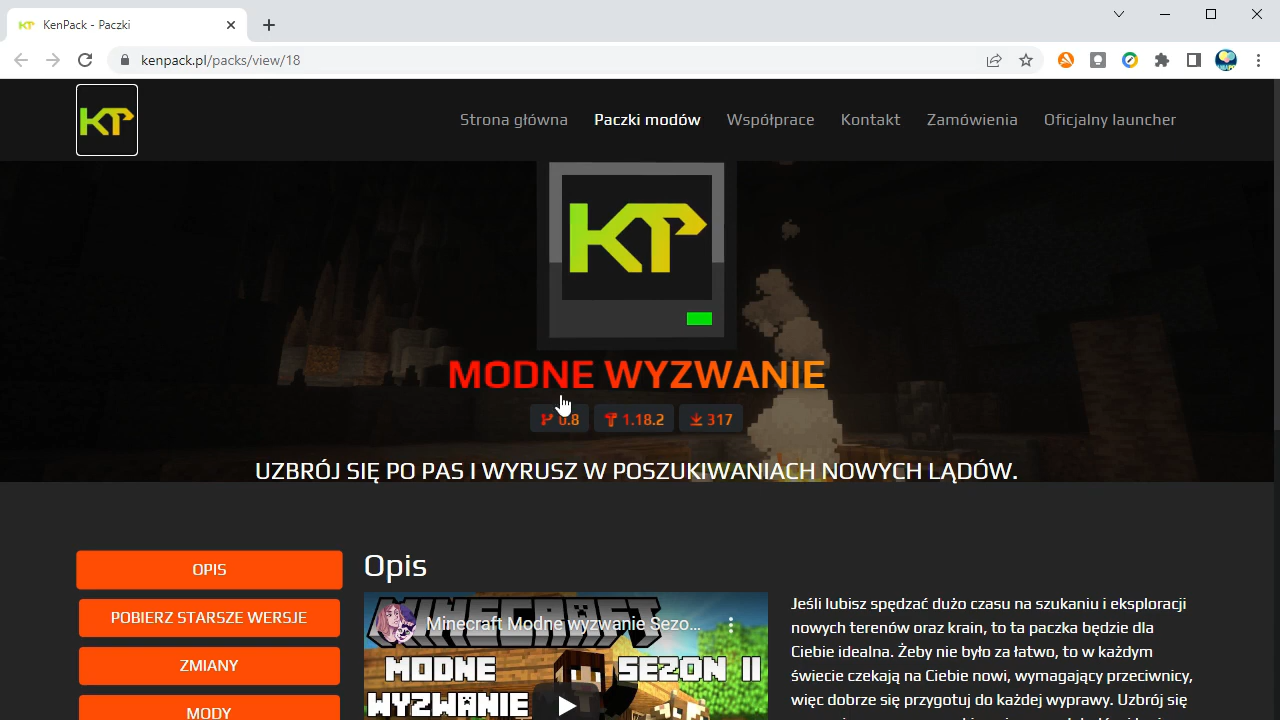 KT KenPack - Paczki
kenpack.pl/packs/view/18
KT
Strona główna Paczki modów Współprace Kontakt Zamówienia Oficjalny launcher
KT
MODNE WYZWANIE
0.8 1.18.2 317
UZBRÓJ SIĘ PO PAS I WYRUSZ W POSZUKIWANIACH NOWYCH LĄDÓW.
OPIS
POBIERZ STARSZE WERSJE
ZMIANY
MODY
Opis
MINECRAFT
Minecraft Modne wyzwanie Sezo...
MODNE WYZWANIE
SEZON II
Jeśli lubisz spędzać dużo czasu na szukaniu i eksploracji
nowych terenów oraz krain, to ta paczka będzie dla
Ciebie idealna. Żeby nie było za łatwo, to w każdym
świecie czekają na Ciebie nowi, wymagający przeciwnicy,
więc dobrze się przygotuj do każdej wyprawy. Uzbrój się